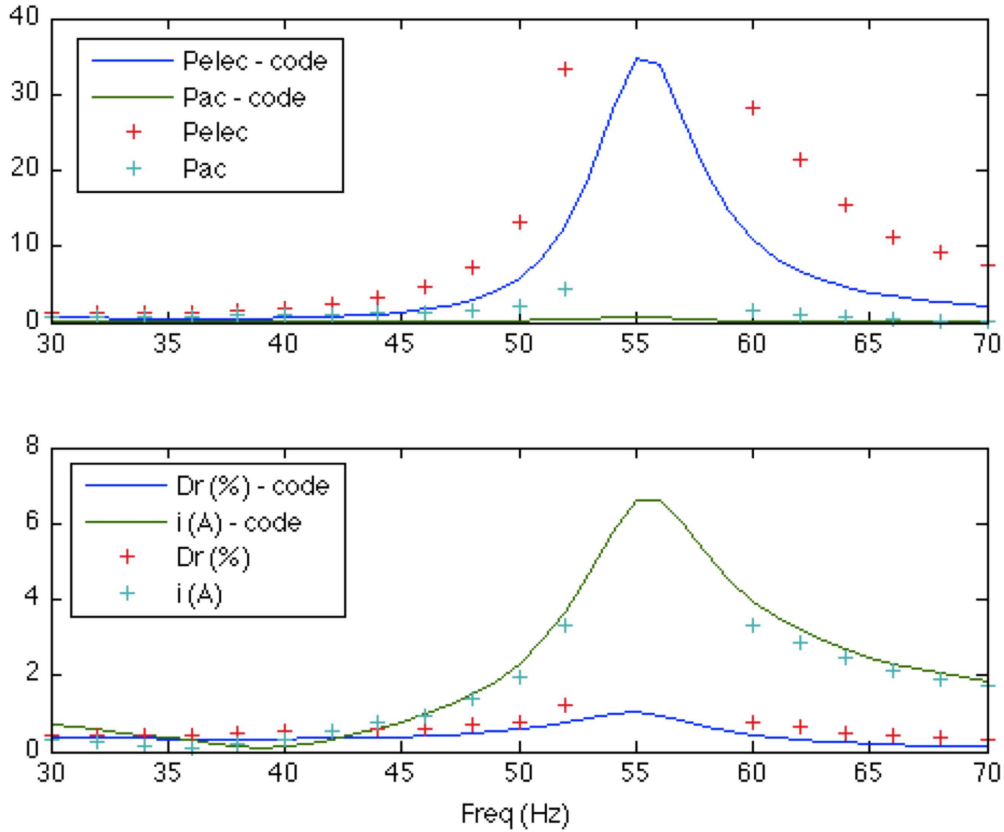 40
30
20
10
0
Pelec - code
Pac - code
Pelec
Pac
30 35 40 45 50 55 60 65 70
8
6
4
2
0
Dr (%) - code
i (A) - code
Dr (%)
i (A)
30 35 40 45 50 55 60 65 70
Freq (Hz)